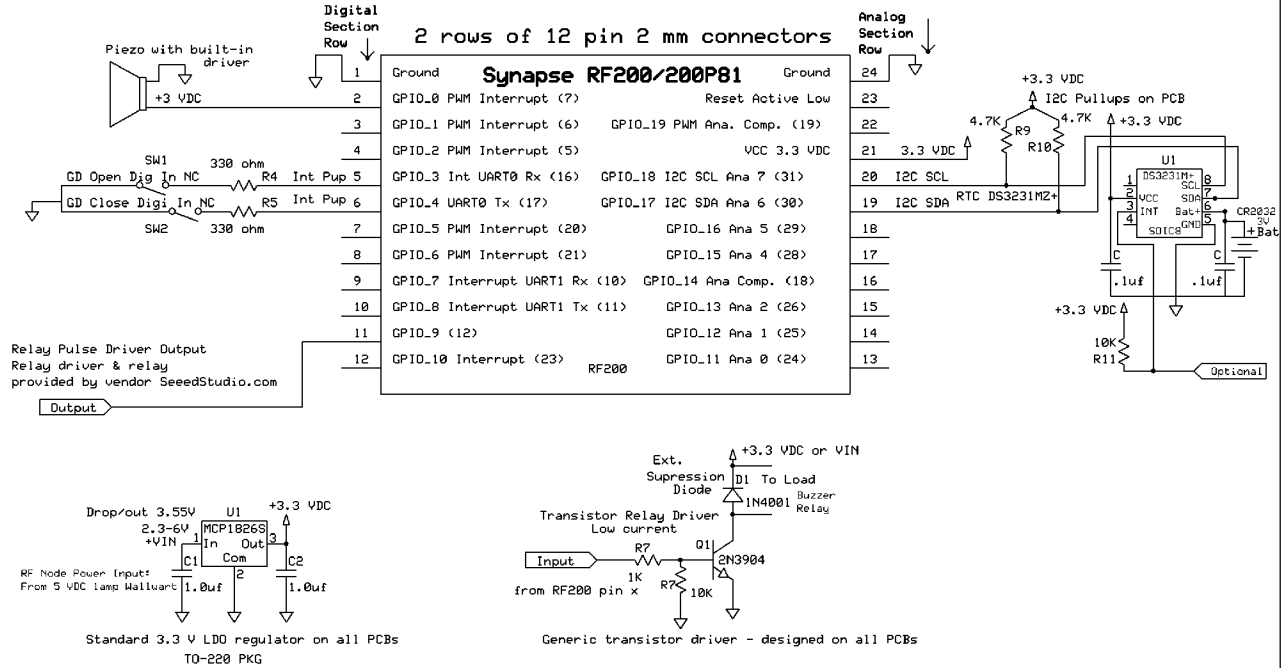 Digital
Section
Row
2 rows of 12 pin 2 mm connectors
Analog
Section
Row
Piezo with built-in
driver
+3 VDC
Synapse RF200/200P81
1 Ground
2 GPIO_0 PWM Interrupt (7)
3 GPIO_1 PWM Interrupt (6)
4 GPIO_2 PWM Interrupt (5)
5 GPIO_3 Int UART0 Rx (16)
6 GPIO_4 UART0 Tx (17)
7 GPIO_5 PWM Interrupt (20)
8 GPIO_6 PWM Interrupt (21)
9 GPIO_7 Interrupt UART1 Rx (10)
10 GPIO_8 Interrupt UART1 Tx (11)
11 GPIO_9 (12)
12 GPIO_10 Interrupt (23)
RF200
Ground 24
Reset Active Low 23
GPIO_19 PWM Ana. Comp. (19) 22
VCC 3.3 VDC 21 3.3 VDC
GPIO_18 I2C SCL Ana 7 (31) 20 I2C SCL
GPIO_17 I2C SDA Ana 6 (30) 19 I2C SDA
GPIO_16 Ana 5 (29) 18
GPIO_15 Ana 4 (28) 17
GPIO_14 Ana Comp. (18) 16
GPIO_13 Ana 2 (26) 15
GPIO_12 Ana 1 (25) 14
GPIO_11 Ana 0 (24) 13
SW1
330 ohm
GD Open Dig In NC R4 Int Pup
GD Close Digi In NC R5 Int Pup
SW2
330 ohm
Relay Pulse Driver Output
Relay driver & relay
provided by vendor SeeedStudio.com
Output
+3.3 VDC
I2C Pullups on PCB
4.7K
R9
4.7K
R10
+3.3 VDC
RTC DS3231MZ+
U1
DS3231M+
1
2 VCC
3 INT
4
SCL 8
SDA 7
Bat+ 6
GND 5
SOIC8
CR2032
3V
+Bat
C
.1uf
C
.1uf
+3.3 VDC
10K
R11
Optional
Drop/out 3.55V
2.3-6V
+VIN
U1
MCP1826S
1 In
Out 3
Com
2
+3.3 VDC
C1
1.0uf
C2
1.0uf
RF Node Power Input:
From 5 VDC lamp Walluart
Standard 3.3 V LDO regulator on all PCBs
TO-220 PKG
+3.3 VDC or VIN
Ext.
Supression
Diode
D1
To Load
1N4001
Buzzer
Relay
Transistor Relay Driver
Low current
Input
R7
1K
Q1
2N3904
R7
10K
from RF200 pin x
Generic transistor driver - designed on all PCBs